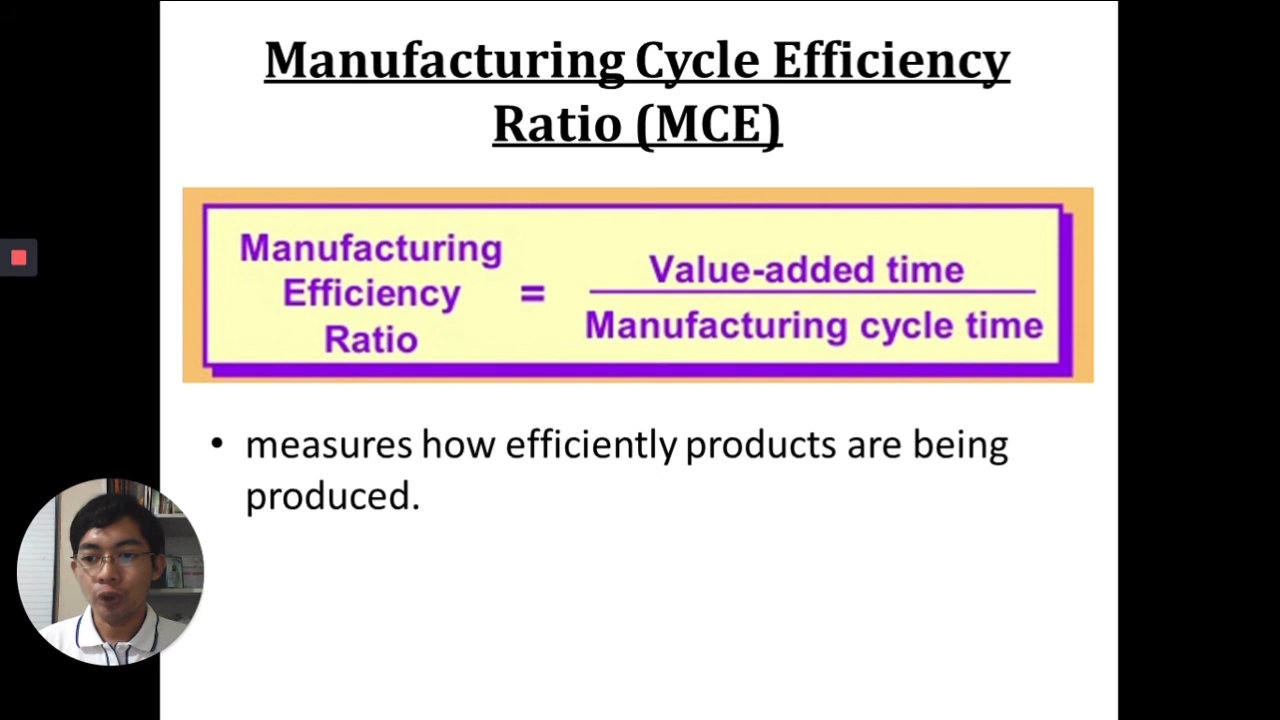 Manufacturing Cycle Efficiency
Ratio (MCE)
Manufacturing
Efficiency
Ratio
=
Value-added time
Manufacturing cycle time
• measures how efficiently products are being
produced.